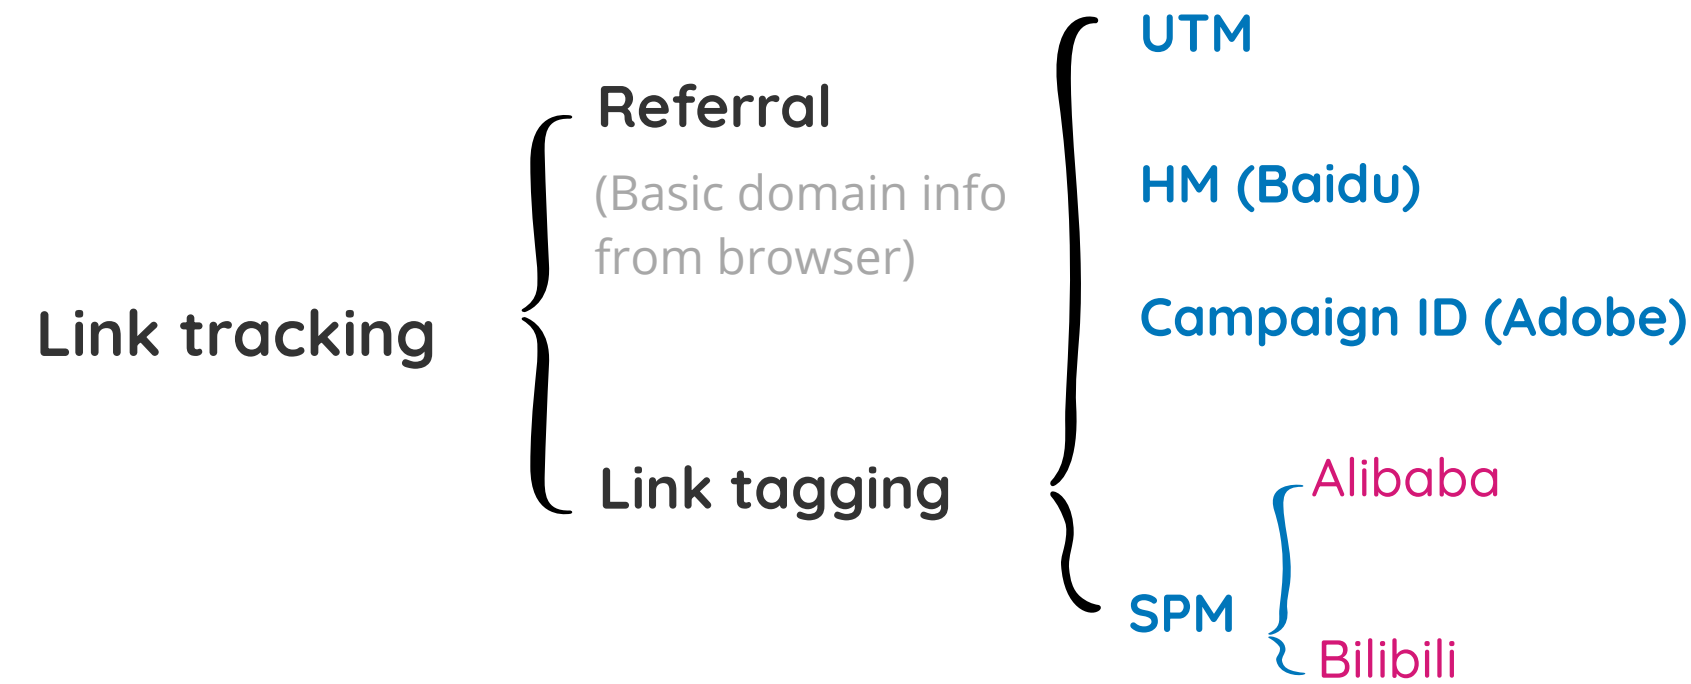 Link tracking
Referral
(Basic domain info
from browser)
Link tagging
UTM
HM (Baidu)
Campaign ID (Adobe)
SPM
Alibaba
Bilibili